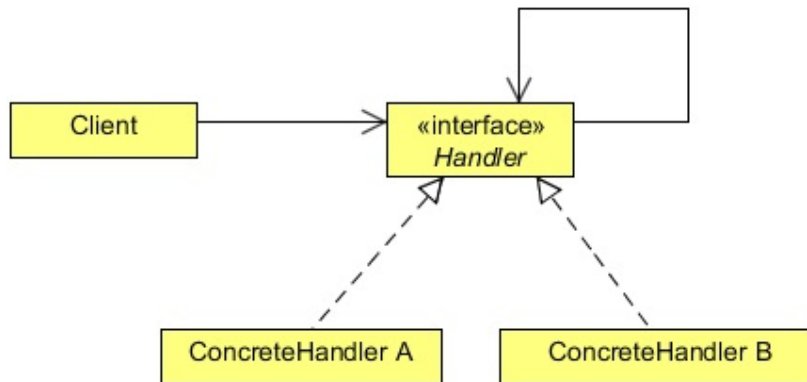 Client
«interface»
Handler
ConcreteHandler A
ConcreteHandler B